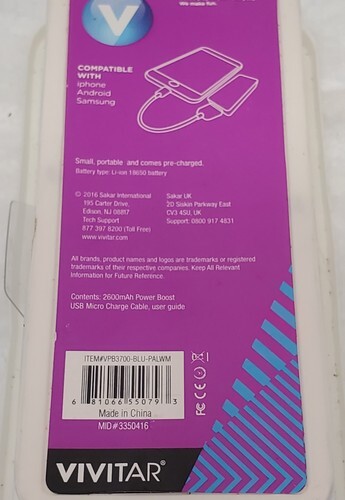 We make fun.
V
COMPATIBLE
WITH
iphone
Android
Samsung
Small, portable and comes pre-charged.
Battery type: Li-ion 18650 battery
© 2016 Sakar International
195 Carter Drive,
Edison, NJ 08817
Tech Support
877 397 8200 (Toll Free)
www.vivitar.com
Sakar UK
2D Siskin Parkway East
CV3 4SU, UK
Support: 0800 917 4831
All brands, product names and logos are trademarks or registered
trademarks of their respective companies. Keep All Relevant
Information for Future Reference.
Contents: 2600mAh Power Boost
USB Micro Charge Cable, user guide
ITEM#VPB3700-BLU-PALWM
6 81066 55079 3
Made in China
MID#3350416
FC CE
VIVITAR®